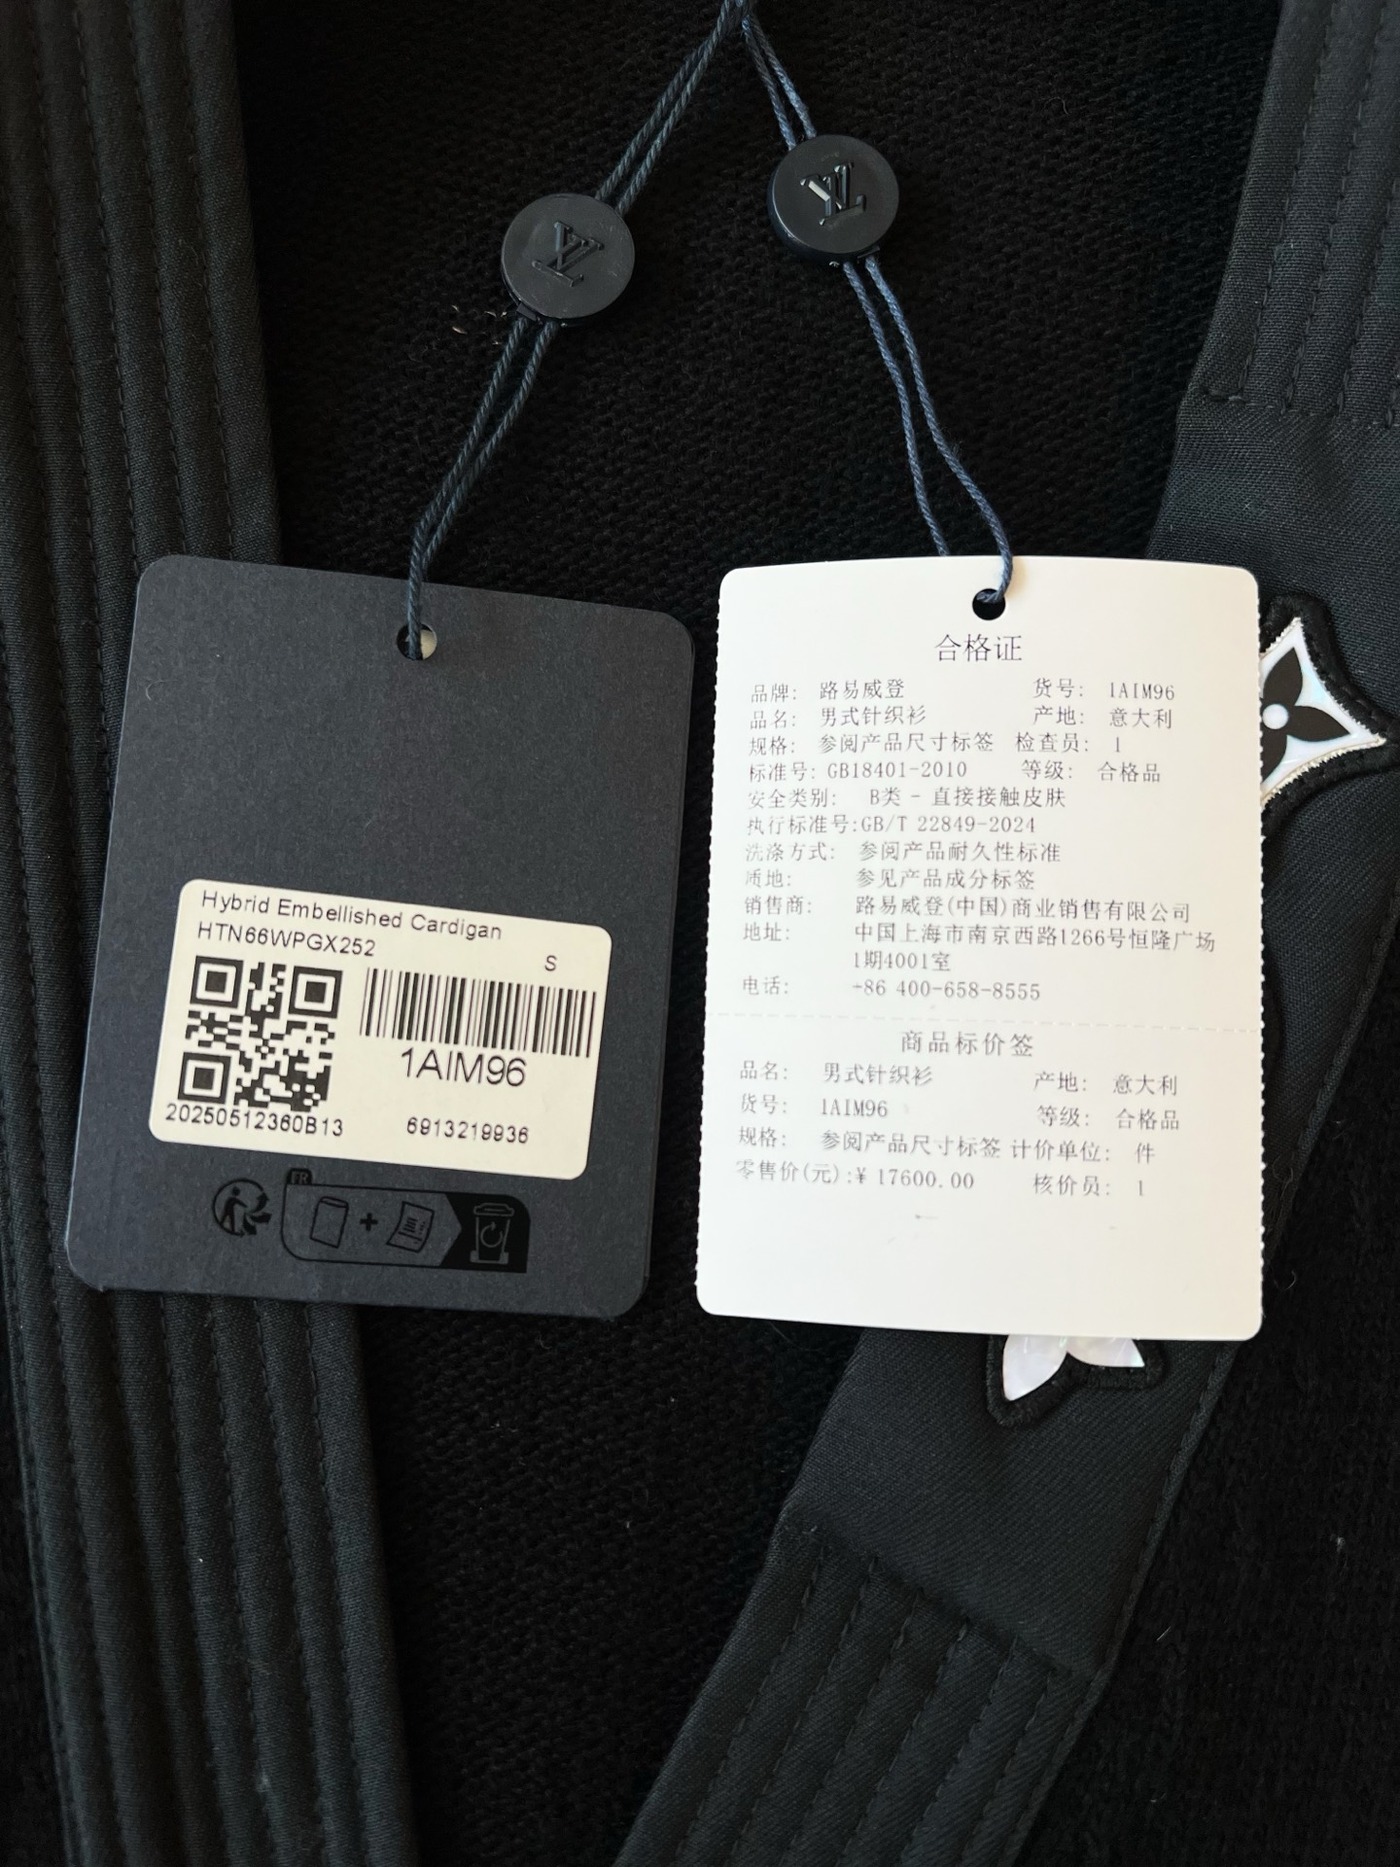 LV
LV
Hybrid Embellished Cardigan
HTN66WPGX252
S
1AIM96
20250512360B13 6913219936
FR
合格证
品牌: 路易威登 货号: 1AIM96
品名: 男式针织衫 产地: 意大利
规格: 参阅产品尺寸标签 检查员: 1
标准号: GB18401-2010 等级: 合格品
安全类别: B类 - 直接接触皮肤
执行标准号:GB/T 22849-2024
洗涤方式: 参阅产品耐久性标准
质地: 参见产品成分标签
销售商: 路易威登(中国)商业销售有限公司
地址: 中国上海市南京西路1266号恒隆广场
1期4001室
电话: +86 400-658-8555
商品标价签
品名: 男式针织衫 产地: 意大利
货号: 1AIM96 等级: 合格品
规格: 参阅产品尺寸标签 计价单位: 件
零售价(元):¥ 17600.00 核价员: 1